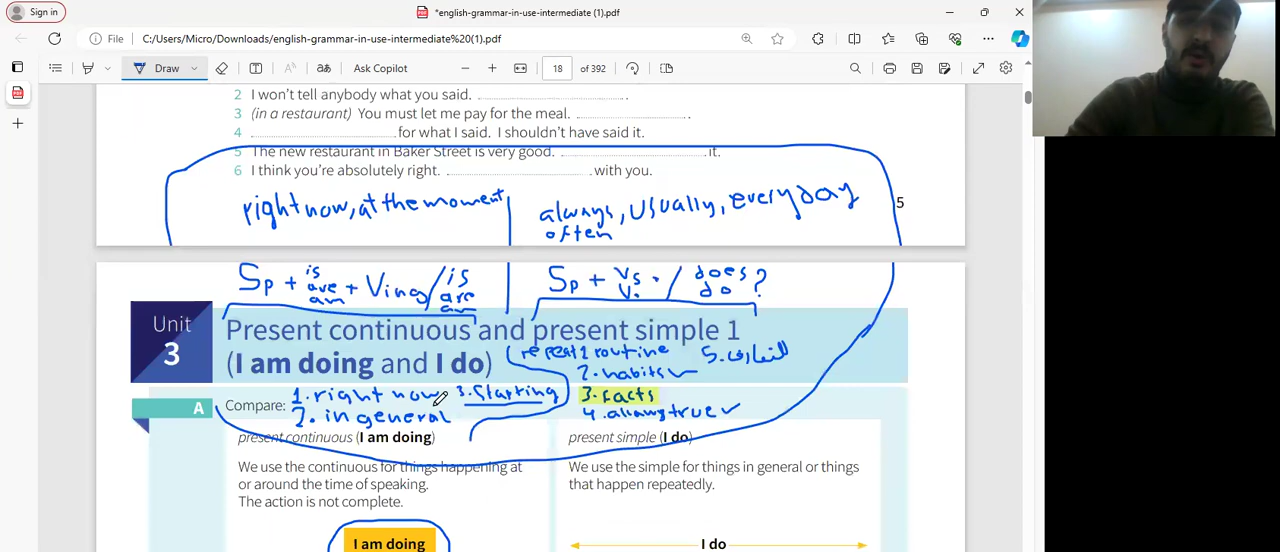 Sign in
*english-grammar-in-use-intermediate (1).pdf
File C:/Users/Micro/Downloads/english-grammar-in-use-intermediate%20(1).pdf
Draw Ask Copilot 18 of 392
2 I won't tell anybody what you said.
3 (in a restaurant) You must let me pay for the meal.
4 for what I said. I shouldn't have said it.
5 The new restaurant in Baker Street is very good. it.
6 I think you're absolutely right. with you.
right now, at the moment
always, usually, every day
often
5
Sp + is are am + Ving / is are am
Sp + Vs V. / does do ?
Unit 3
Present continuous and present simple 1
(I am doing and I do)
repeat 1 routine
2. habits
3. Facts
4. always true
5.
1. right now 3. Starting
2. in general
A Compare:
present continuous (I am doing)
We use the continuous for things happening at
or around the time of speaking.
The action is not complete.
I am doing
present simple (I do)
We use the simple for things in general or things
that happen repeatedly.
I do